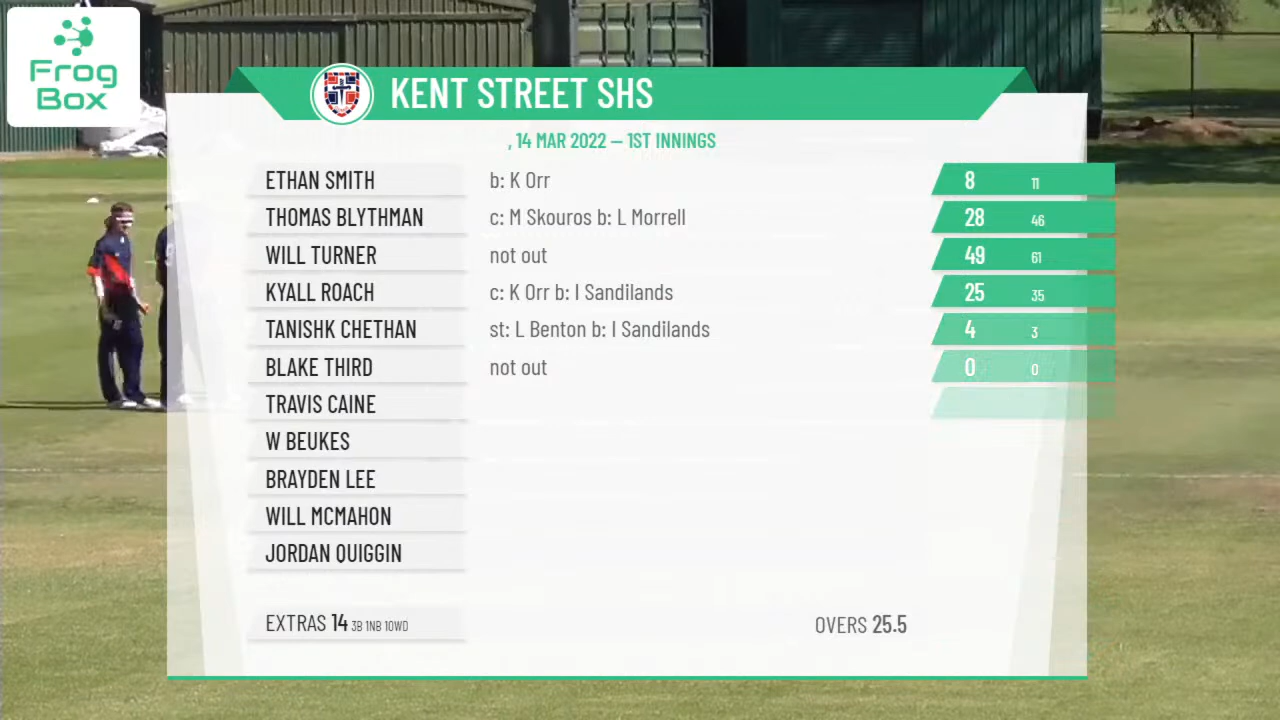 Frog
Box
KENT STREET SHS
, 14 MAR 2022 – 1ST INNINGS
ETHAN SMITH b: K Orr 8 11
THOMAS BLYTHMAN c: M Skouros b: L Morrell 28 46
WILL TURNER not out 49 61
KYALL ROACH c: K Orr b: I Sandilands 25 35
TANISHK CHETHAN st: L Benton b: I Sandilands 4 3
BLAKE THIRD not out 0 0
TRAVIS CAINE
W BEUKES
BRAYDEN LEE
WILL MCMAHON
JORDAN QUIGGIN
EXTRAS 14 3B 1NB 10WD OVERS 25.5